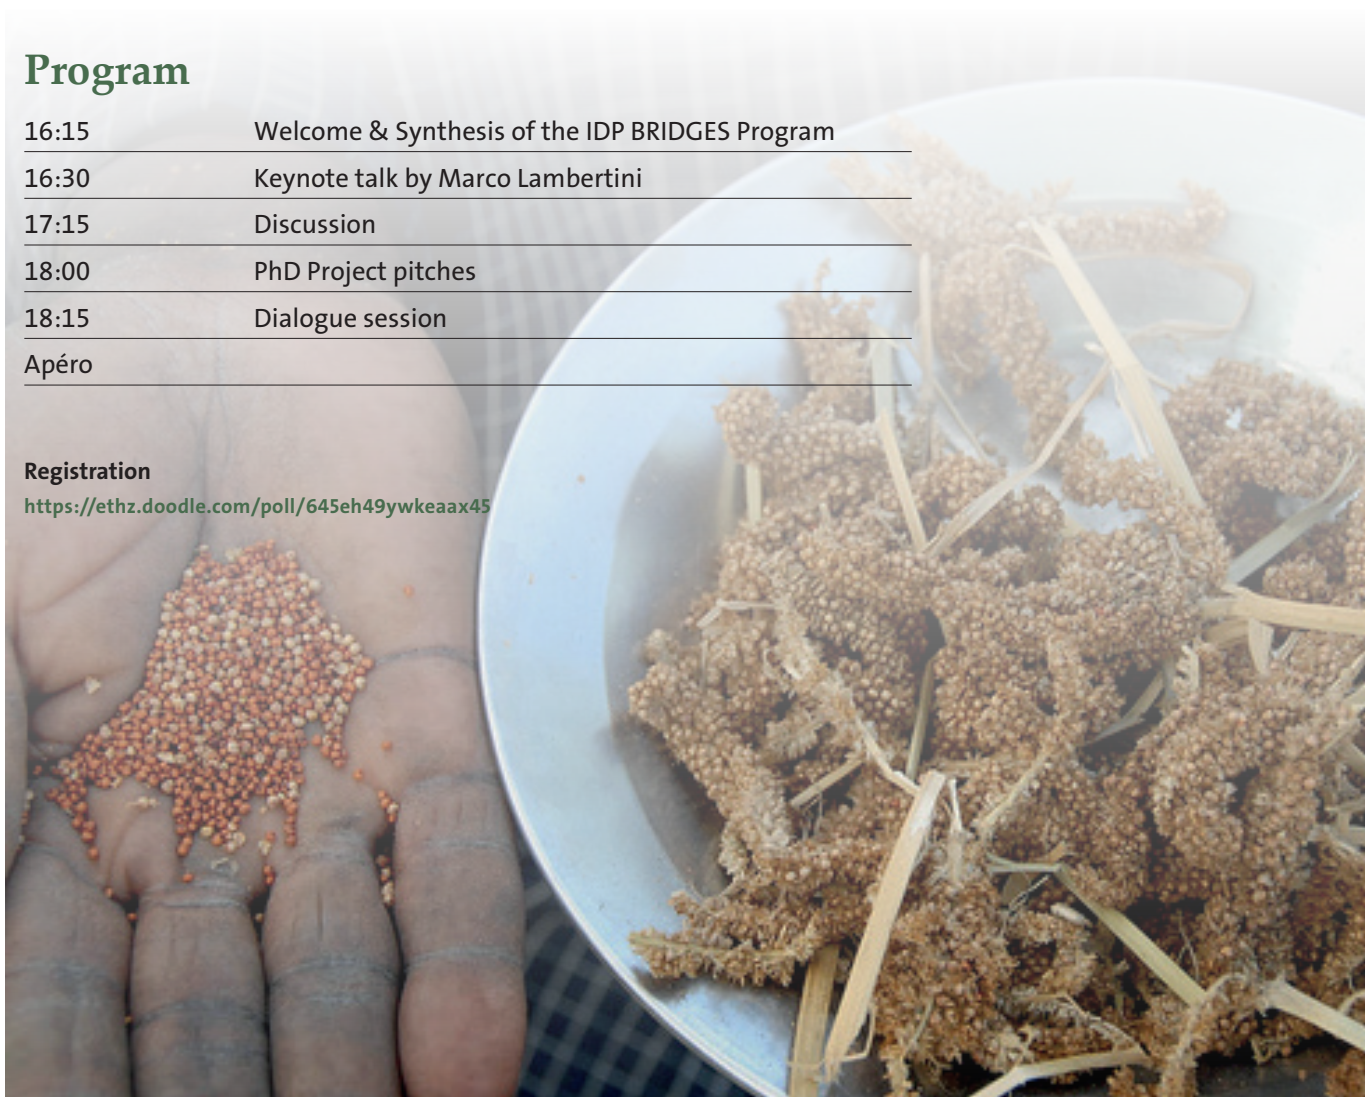 Program
16:15 Welcome & Synthesis of the IDP BRIDGES Program
16:30 Keynote talk by Marco Lambertini
17:15 Discussion
18:00 PhD Project pitches
18:15 Dialogue session
Apéro
Registration
https://ethz.doodle.com/poll/645eh49ywkeaax45